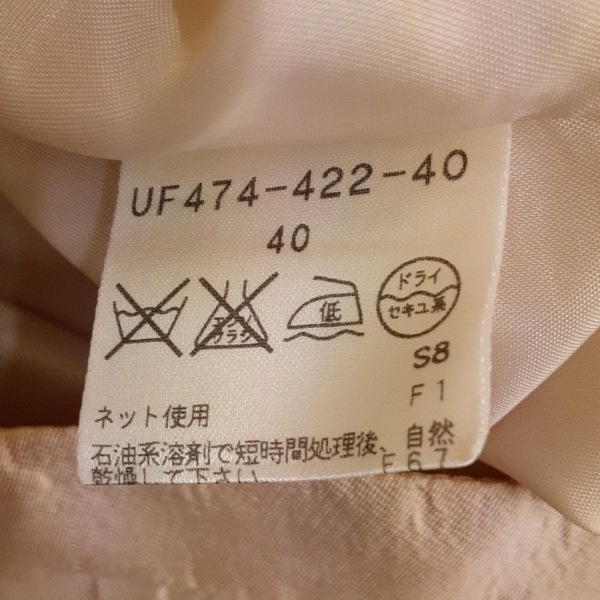 UF474-422-40
40
エンソ
サラシ
低
ドライ
セキユ系
S8
F1
ネット使用
石油系溶剤で短時間処理後、自然
乾燥して下さい
E67